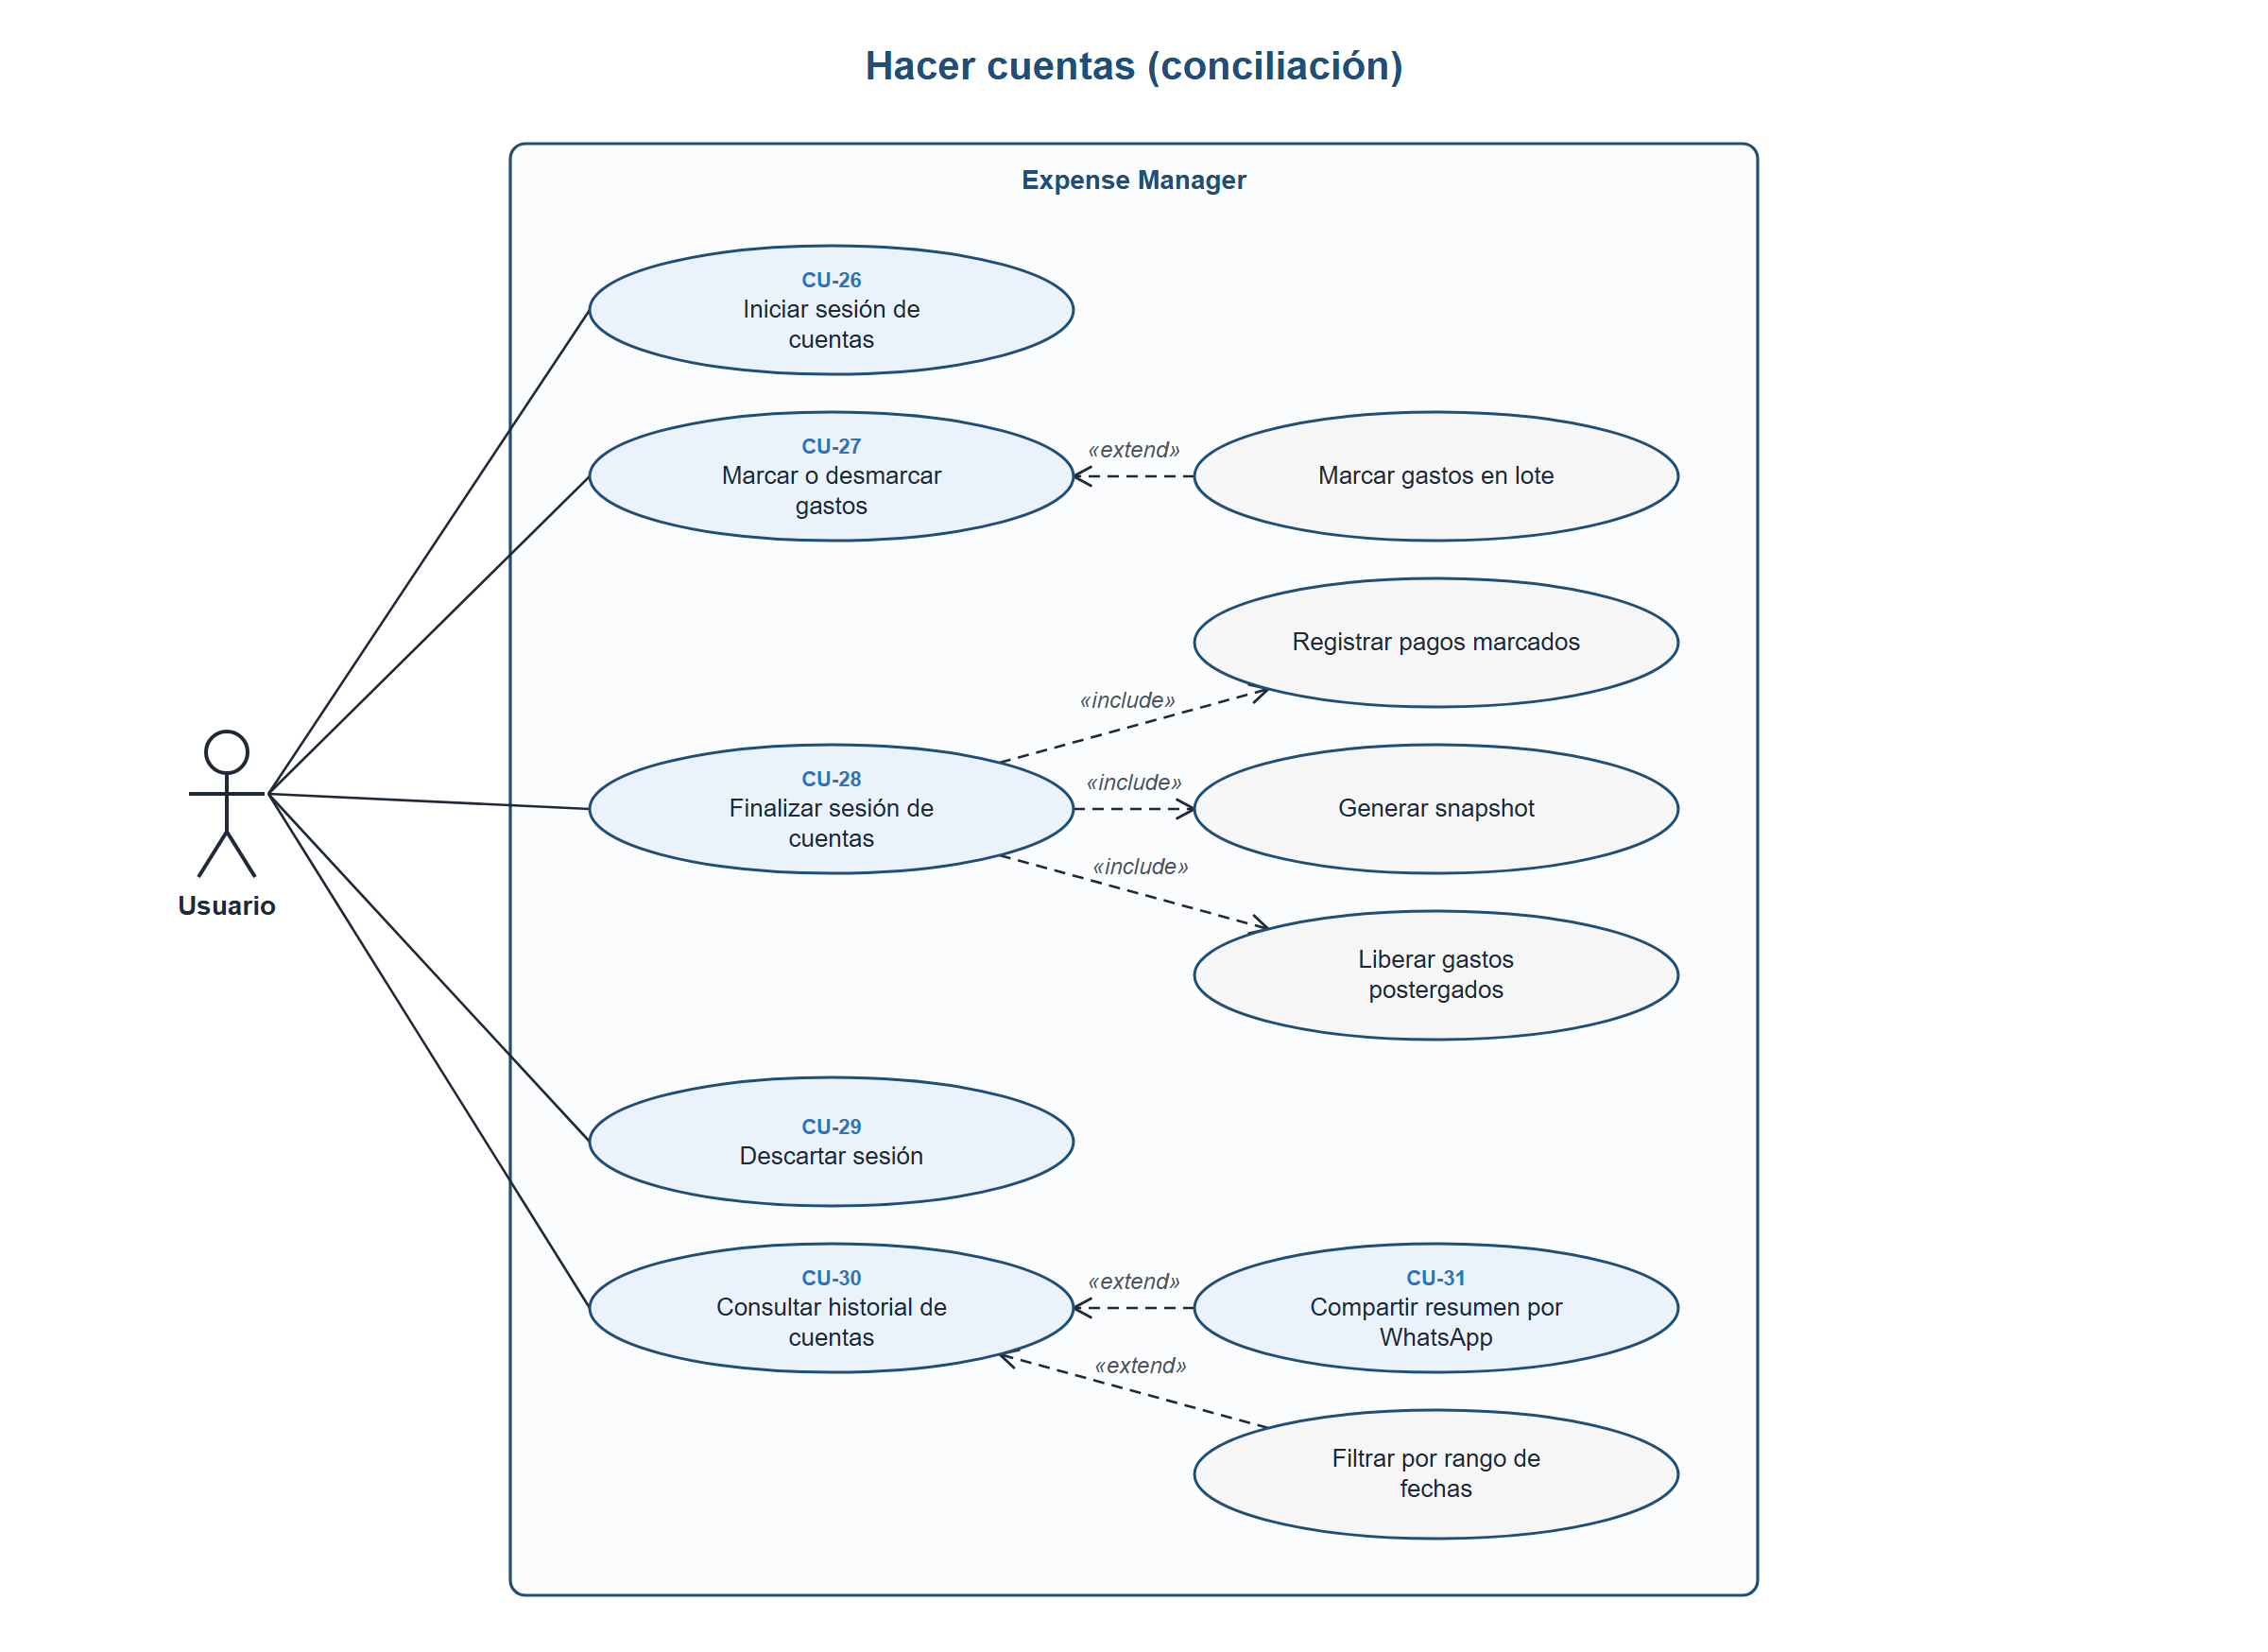 Hacer cuentas (conciliación)
Expense Manager
CU-26
Iniciar sesión de
cuentas
CU-27
Marcar o desmarcar
gastos
«extend»
Marcar gastos en lote
Registrar pagos marcados
«include»
CU-28
Finalizar sesión de
cuentas
«include»
Generar snapshot
«include»
Liberar gastos
postergados
Usuario
CU-29
Descartar sesión
CU-30
Consultar historial de
cuentas
«extend»
CU-31
Compartir resumen por
WhatsApp
«extend»
Filtrar por rango de
fechas